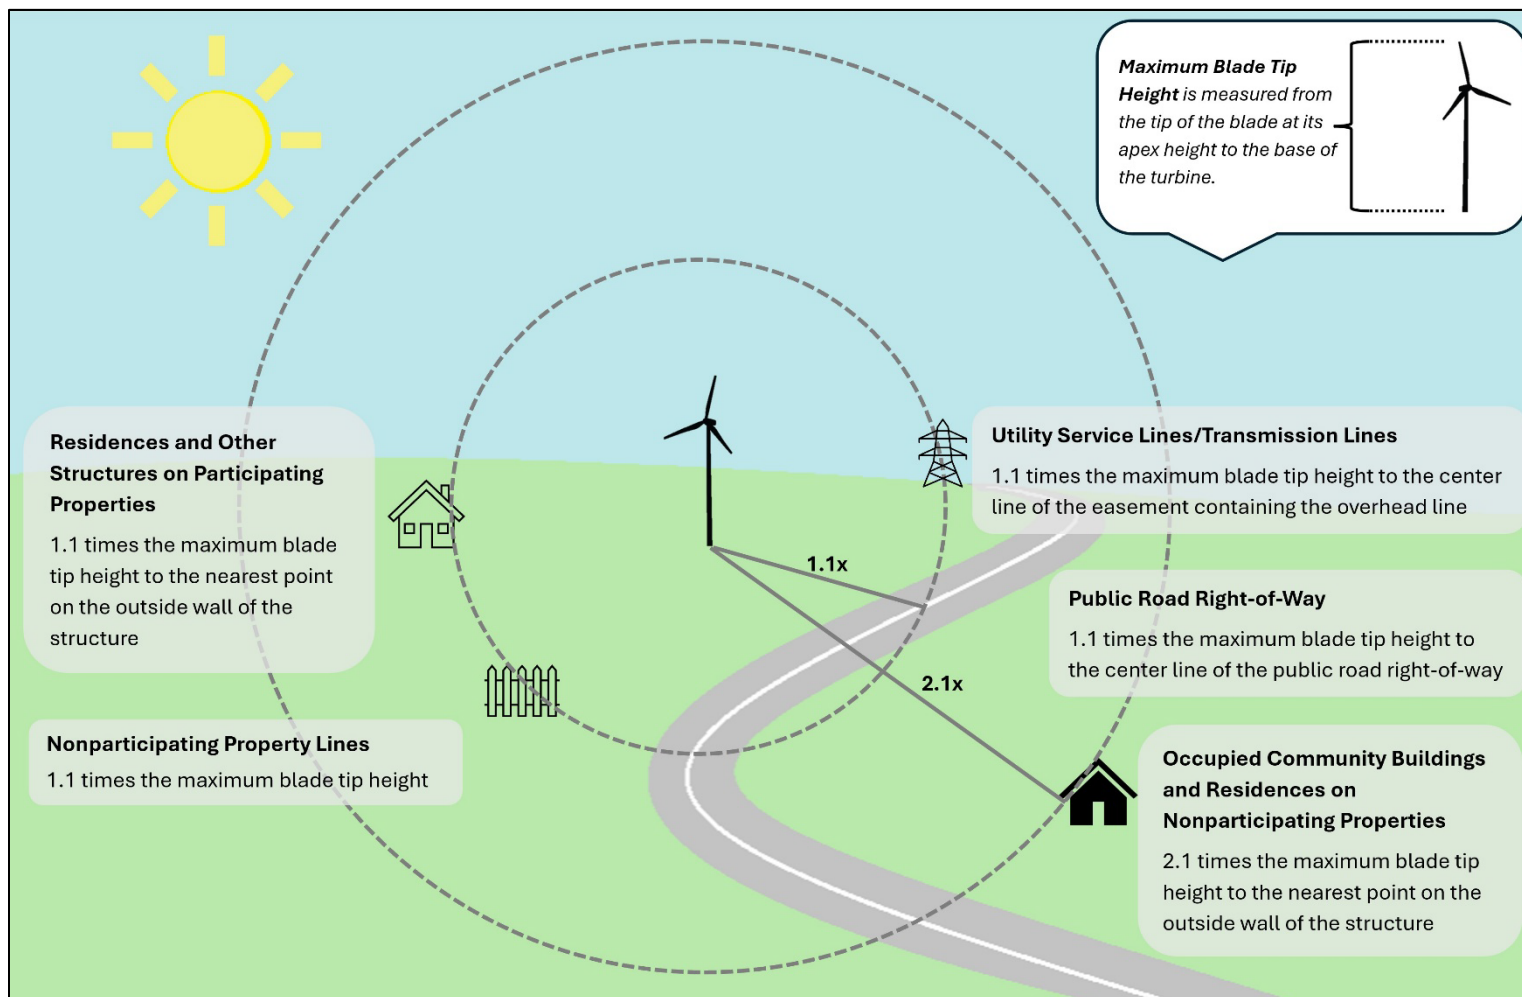 Maximum Blade Tip
Height is measured from
the tip of the blade at its
apex height to the base of
the turbine.
Residences and Other
Structures on Participating
Properties
1.1 times the maximum blade
tip height to the nearest point
on the outside wall of the
structure
Utility Service Lines/Transmission Lines
1.1 times the maximum blade tip height to the center
line of the easement containing the overhead line
1.1x
Public Road Right-of-Way
1.1 times the maximum blade tip height to
the center line of the public road right-of-way
2.1x
Nonparticipating Property Lines
1.1 times the maximum blade tip height
Occupied Community Buildings
and Residences on
Nonparticipating Properties
2.1 times the maximum blade tip
height to the nearest point on the
outside wall of the structure